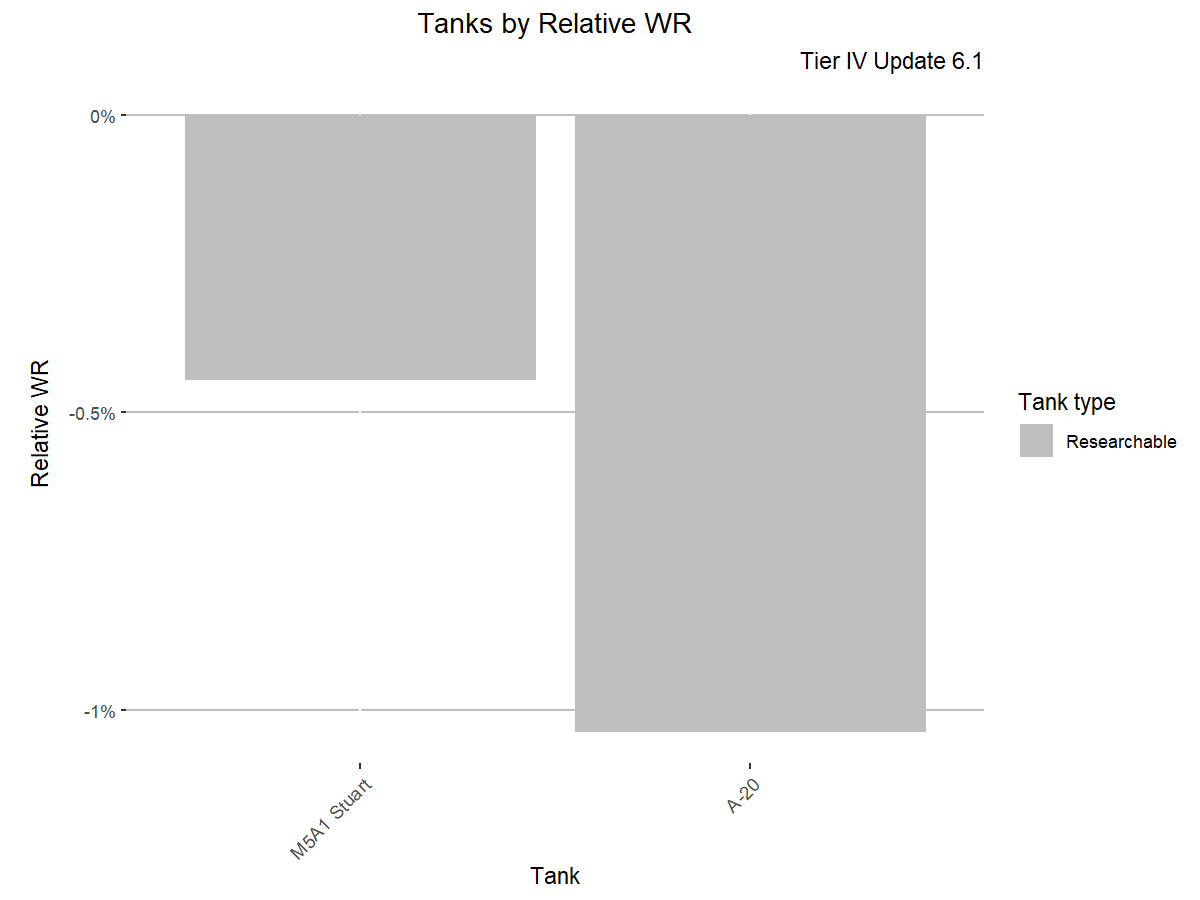 Tanks by Relative WR
Tier IV Update 6.1
0%
-0.5%
-1%
Relative WR
M5A1 Stuart
A-20
Tank
Tank type
Researchable